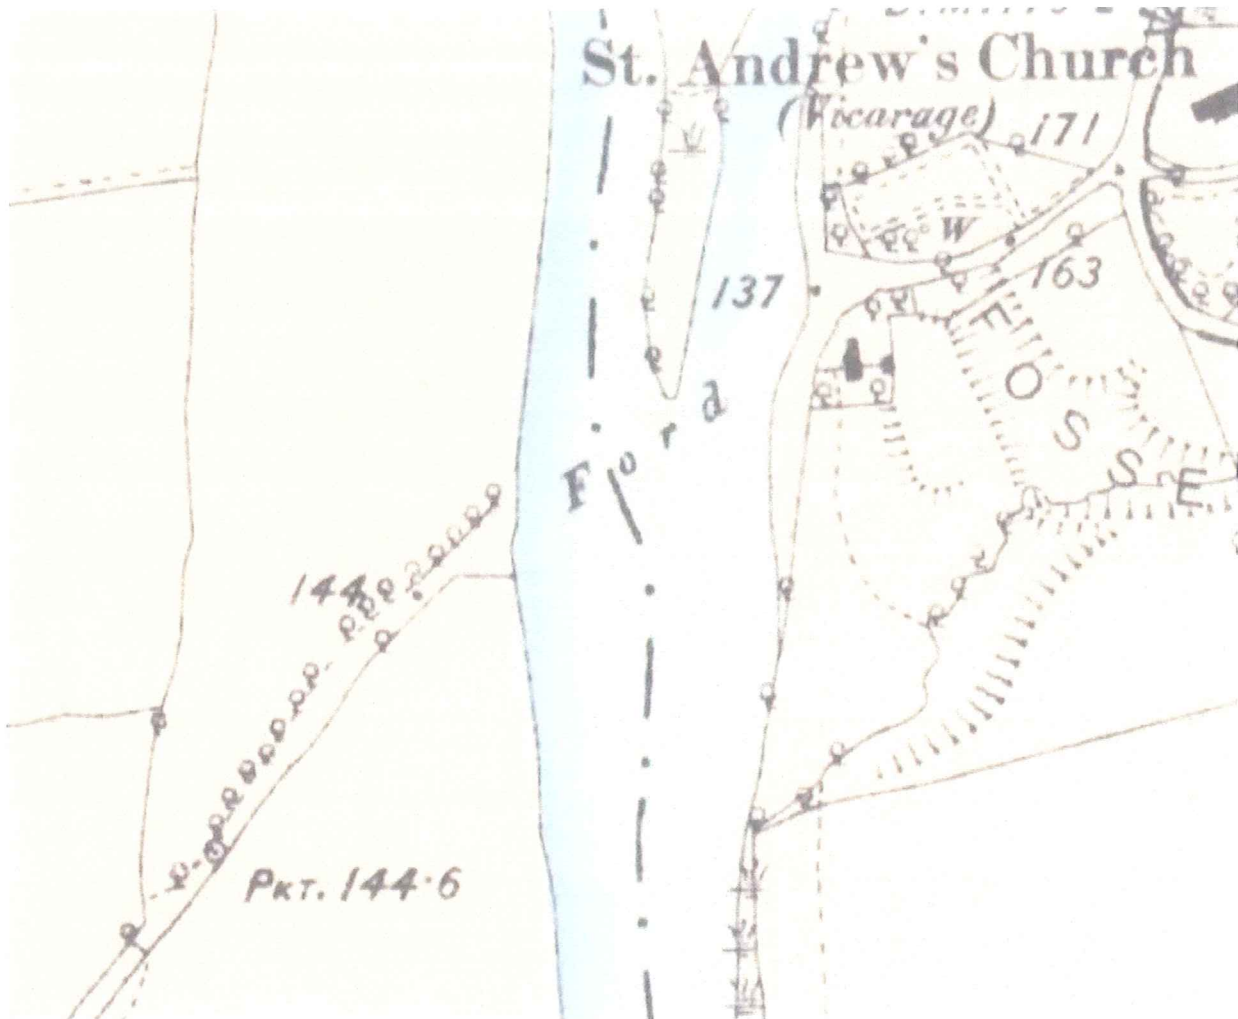 St. Andrew's Church
(Vicarage)
171
W
163
137
FOSSE
Ford
144
PKT. 144·6